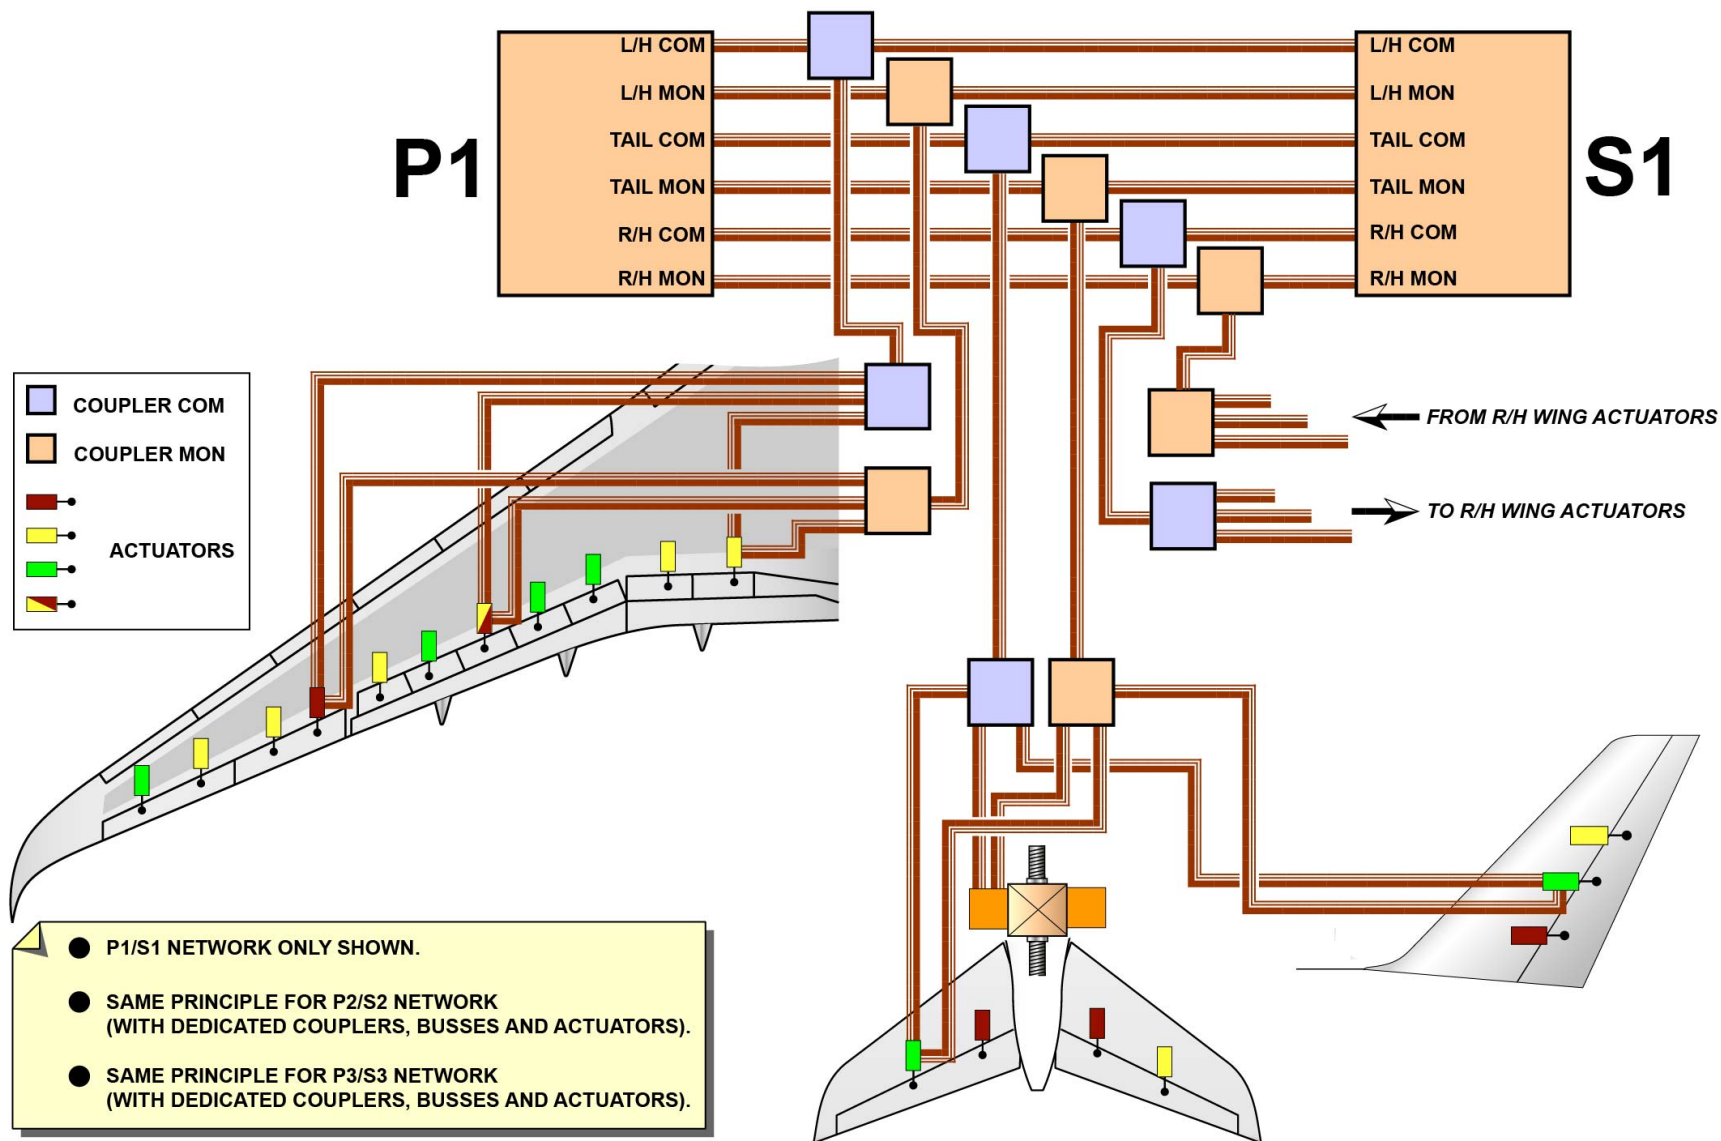 P1
L/H COM
L/H MON
TAIL COM
TAIL MON
R/H COM
R/H MON
L/H COM
L/H MON
TAIL COM
TAIL MON
R/H COM
R/H MON
S1
COUPLER COM
COUPLER MON
ACTUATORS
FROM R/H WING ACTUATORS
TO R/H WING ACTUATORS
P1/S1 NETWORK ONLY SHOWN.
SAME PRINCIPLE FOR P2/S2 NETWORK
(WITH DEDICATED COUPLERS, BUSSES AND ACTUATORS).
SAME PRINCIPLE FOR P3/S3 NETWORK
(WITH DEDICATED COUPLERS, BUSSES AND ACTUATORS).